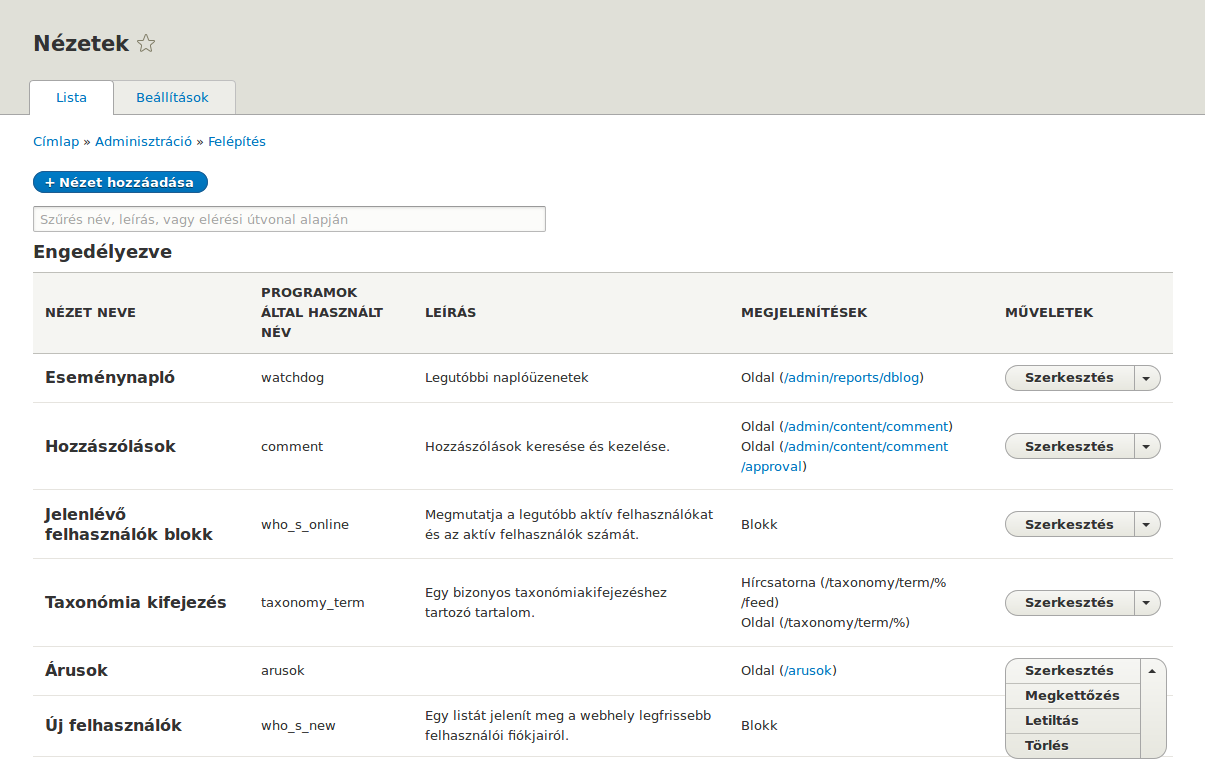 Nézetek
Lista
Beállítások
Címlap » Adminisztráció » Felépítés
+ Nézet hozzáadása
Szűrés név, leírás, vagy elérési útvonal alapján
Engedélyezve
NÉZET NEVE
PROGRAMOK
ÁLTAL HASZNÁLT
NÉV
LEÍRÁS
MEGJELENÍTÉSEK
MŰVELETEK
Eseménynapló
watchdog
Legutóbbi naplóüzenetek
Oldal (/admin/reports/dblog)
Szerkesztés
Hozzászólások
comment
Hozzászólások keresése és kezelése.
Oldal (/admin/content/comment)
Oldal (/admin/content/comment
/approval)
Szerkesztés
Jelenlévő
felhasználók blokk
who_s_online
Megmutatja a legutóbb aktív felhasználókat
és az aktív felhasználók számát.
Blokk
Szerkesztés
Taxonómia kifejezés
taxonomy_term
Egy bizonyos taxonómiakifejezéshez
tartozó tartalom.
Hírcsatorna (/taxonomy/term/%
/feed)
Oldal (/taxonomy/term/%)
Szerkesztés
Árusok
arusok
Oldal (/arusok)
Szerkesztés
Megkettőzés
Letiltás
Törlés
Új felhasználók
who_s_new
Egy listát jelenít meg a webhely legfrissebb
felhasználói fiókjairól.
Blokk